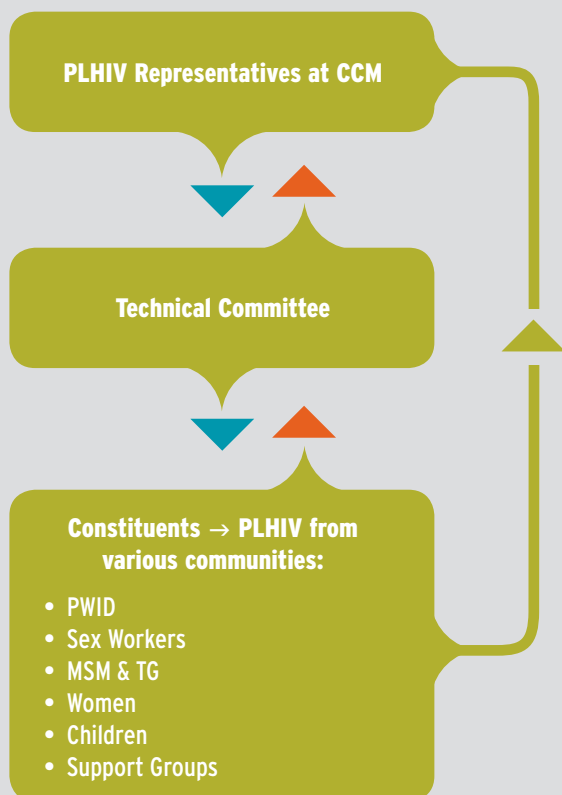 PLHIV Representatives at CCM
Technical Committee
Constituents → PLHIV from
various communities:
• PWID
• Sex Workers
• MSM & TG
• Women
• Children
• Support Groups